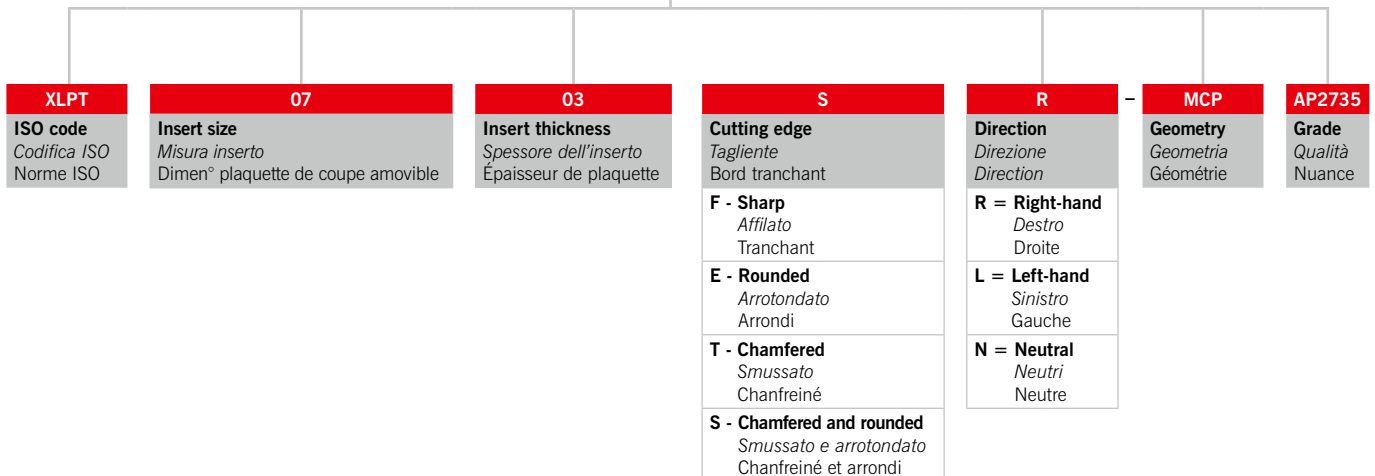 XLPT
ISO code
Codifica ISO
Norme ISO
07
Insert size
Misura inserto
Dimen° plaquette de coupe amovible
03
Insert thickness
Spessore dell'inserto
Épaisseur de plaquette
S
Cutting edge
Tagliente
Bord tranchant
F - Sharp
Affilato
Tranchant
E - Rounded
Arrotondato
Arrondi
T - Chamfered
Smussato
Chanfreiné
S - Chamfered and rounded
Smussato e arrotondato
Chanfreiné et arrondi
R
Direction
Direzione
Direction
R = Right-hand
Destro
Droite
L = Left-hand
Sinistro
Gauche
N = Neutral
Neutri
Neutre
–
MCP
Geometry
Geometria
Géométrie
AP2735
Grade
Qualità
Nuance